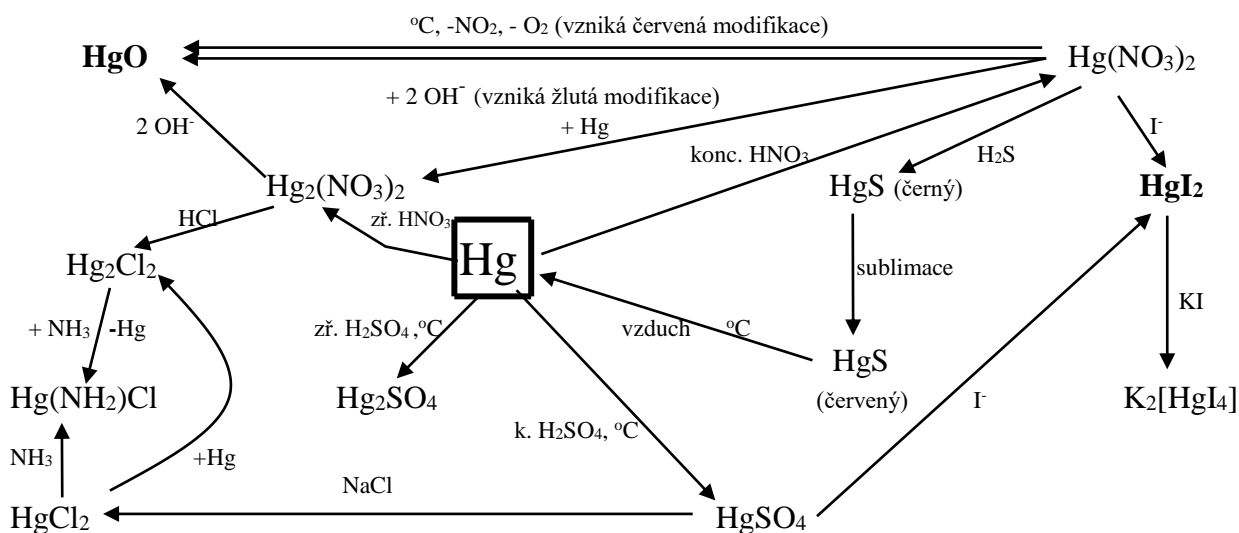 °C, -NO₂, - O₂ (vzniká červená modifikace)
HgO
Hg(NO₃)₂
+ 2 OH⁻ (vzniká žlutá modifikace)
2 OH⁻
+ Hg
I⁻
konc. HNO₃
H₂S
Hg₂(NO₃)₂
HgS (černý)
HgI₂
HCl
zř. HNO₃
Hg
Hg₂Cl₂
sublimace
+ NH₃
-Hg
zř. H₂SO₄ ,°C
vzduch
°C
KI
HgS
(červený)
Hg(NH₂)Cl
Hg₂SO₄
I⁻
K₂[HgI₄]
k. H₂SO₄, °C
NH₃
+Hg
NaCl
HgCl₂
HgSO₄